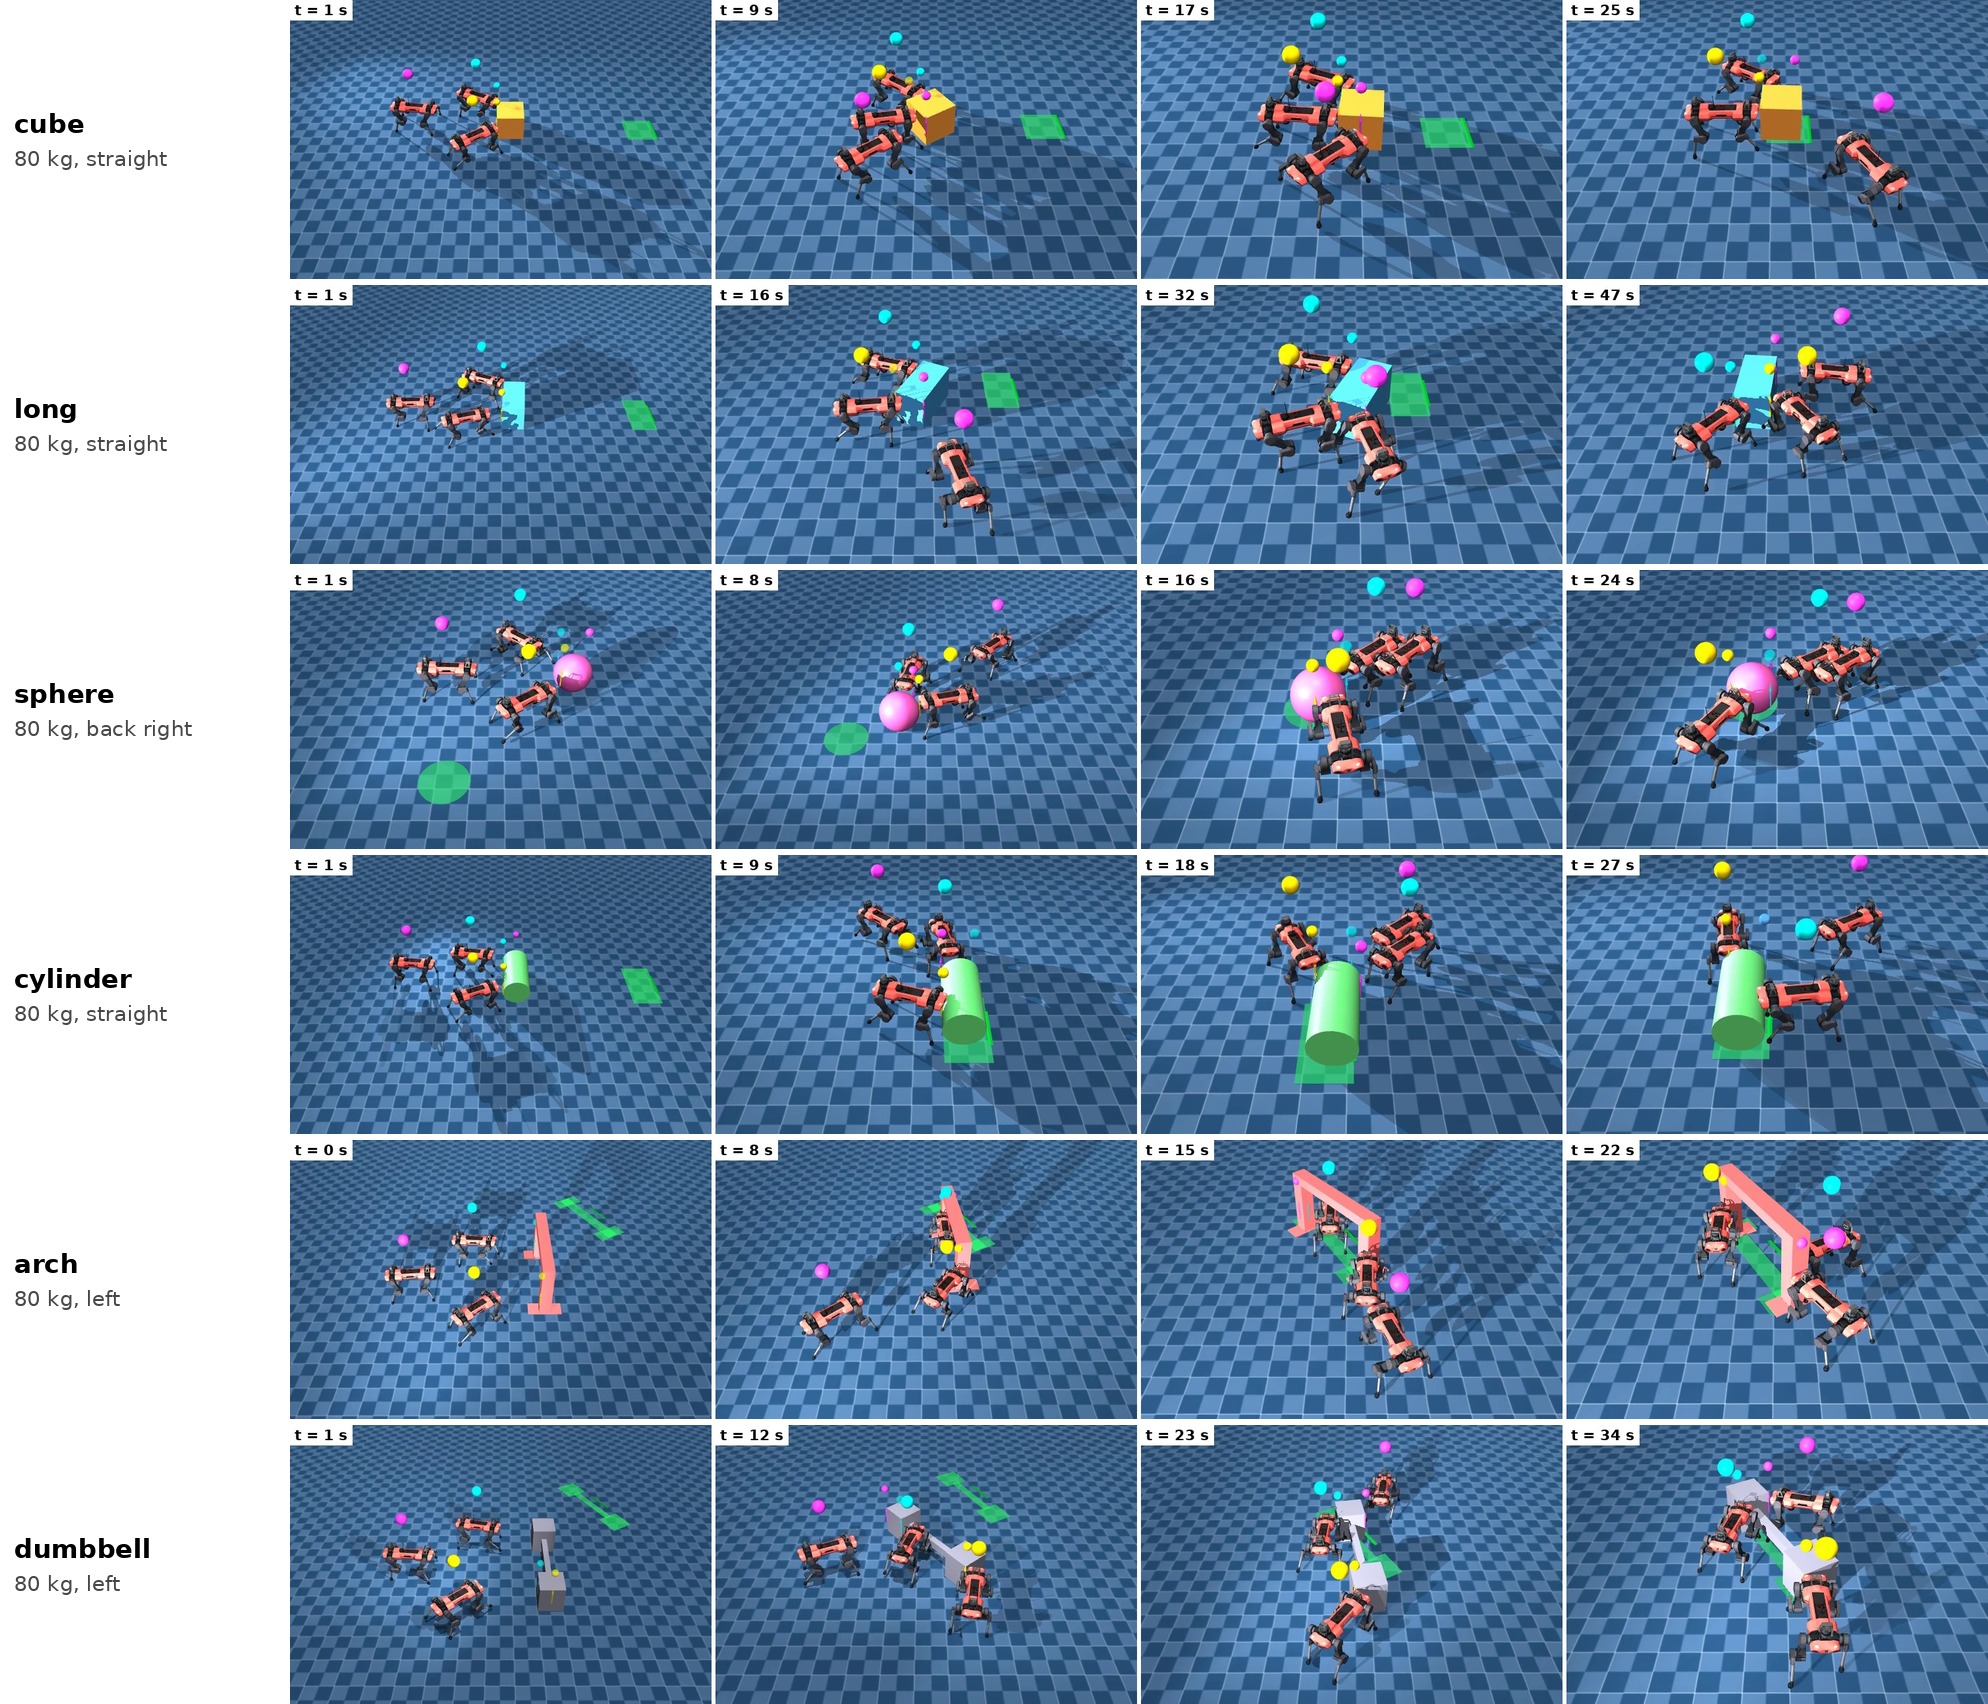 cube
80 kg, straight
t = 1 s
t = 9 s
t = 17 s
t = 25 s
long
80 kg, straight
t = 1 s
t = 16 s
t = 32 s
t = 47 s
sphere
80 kg, back right
t = 1 s
t = 8 s
t = 16 s
t = 24 s
cylinder
80 kg, straight
t = 1 s
t = 9 s
t = 18 s
t = 27 s
arch
80 kg, left
t = 0 s
t = 8 s
t = 15 s
t = 22 s
dumbbell
80 kg, left
t = 1 s
t = 12 s
t = 23 s
t = 34 s